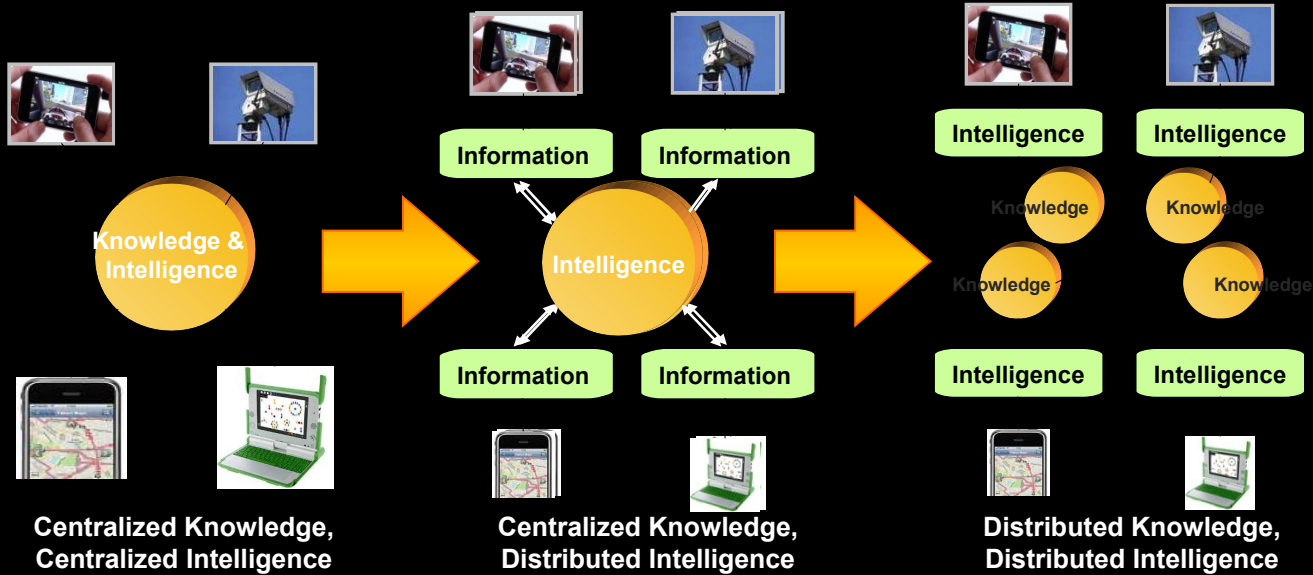 Information
Information
Intelligence
Intelligence
Knowledge
Knowledge
Knowledge &
Intelligence
Intelligence
Knowledge
Knowledge
Information
Information
Intelligence
Intelligence
Centralized Knowledge,
Centralized Intelligence
Centralized Knowledge,
Distributed Intelligence
Distributed Knowledge,
Distributed Intelligence